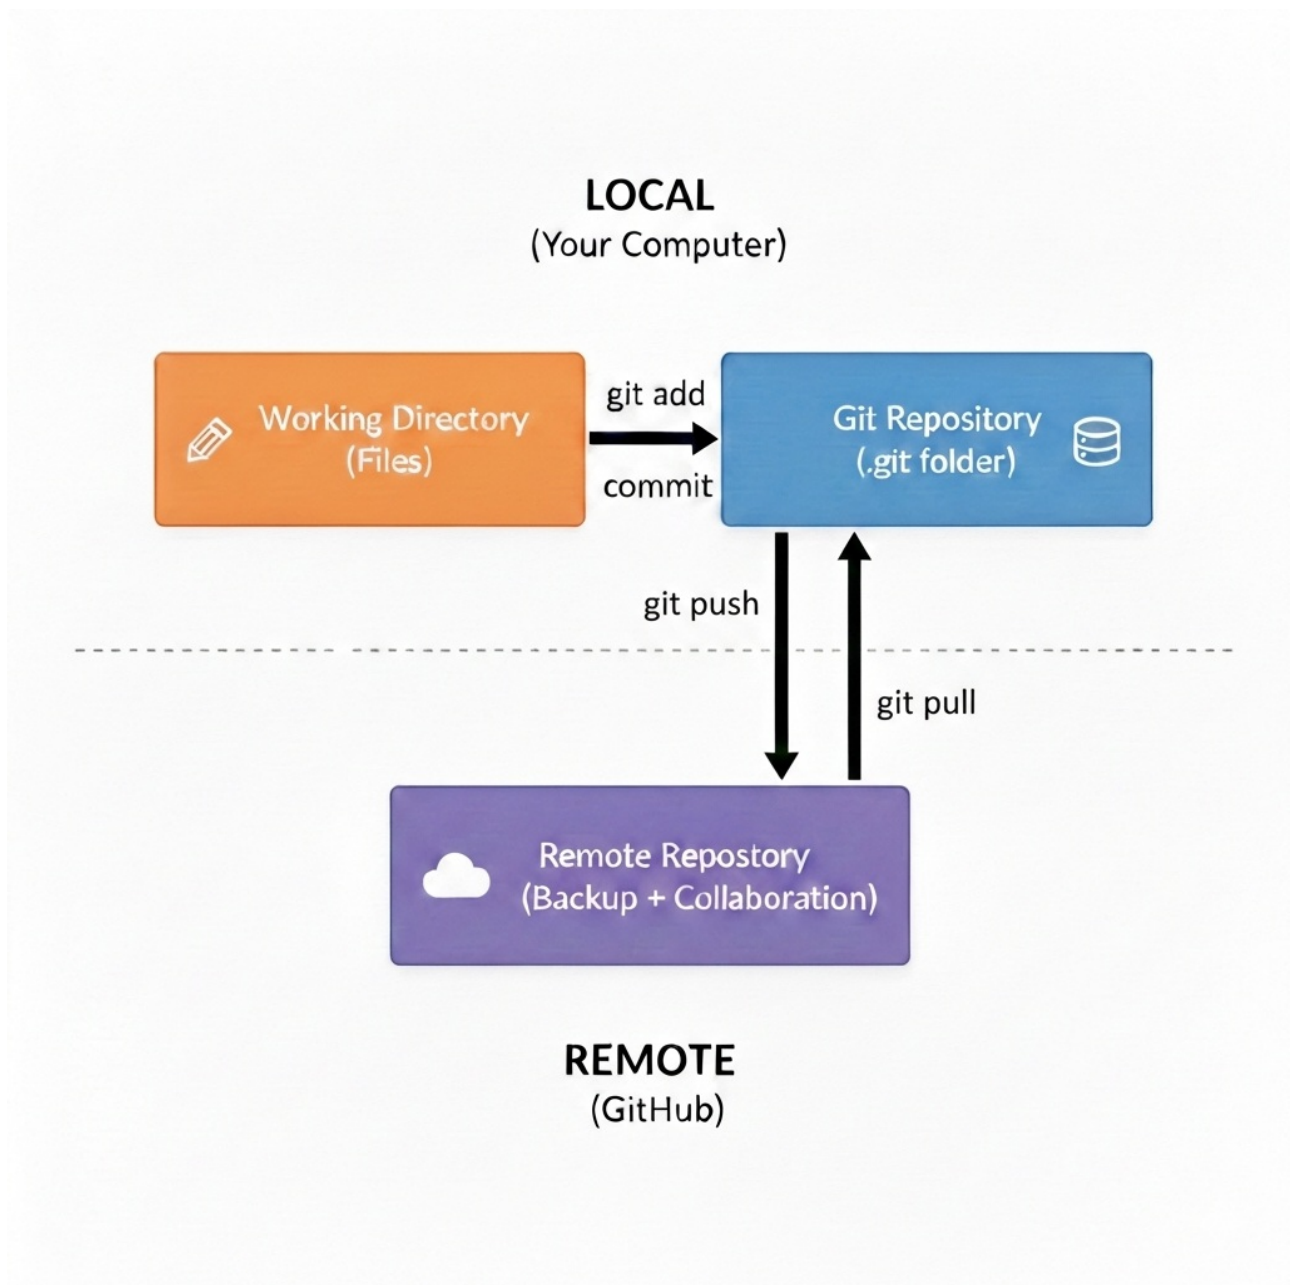 LOCAL
(Your Computer)
Working Directory
(Files)
git add
commit
Git Repository
(.git folder)
git push
git pull
Remote Repostory
(Backup + Collaboration)
REMOTE
(GitHub)